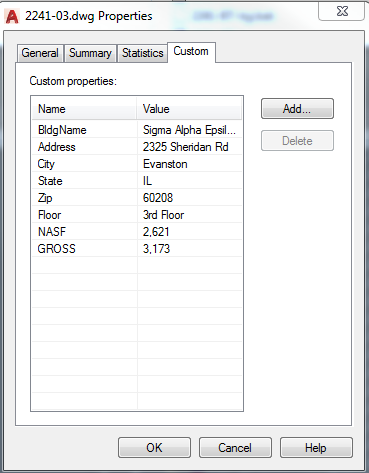 2241-03.dwg Properties
General Summary Statistics Custom
Custom properties:
Name Value
BldgName Sigma Alpha Epsil...
Address 2325 Sheridan Rd
City Evanston
State IL
Zip 60208
Floor 3rd Floor
NASF 2,621
GROSS 3,173
Add...
Delete
OK Cancel Help